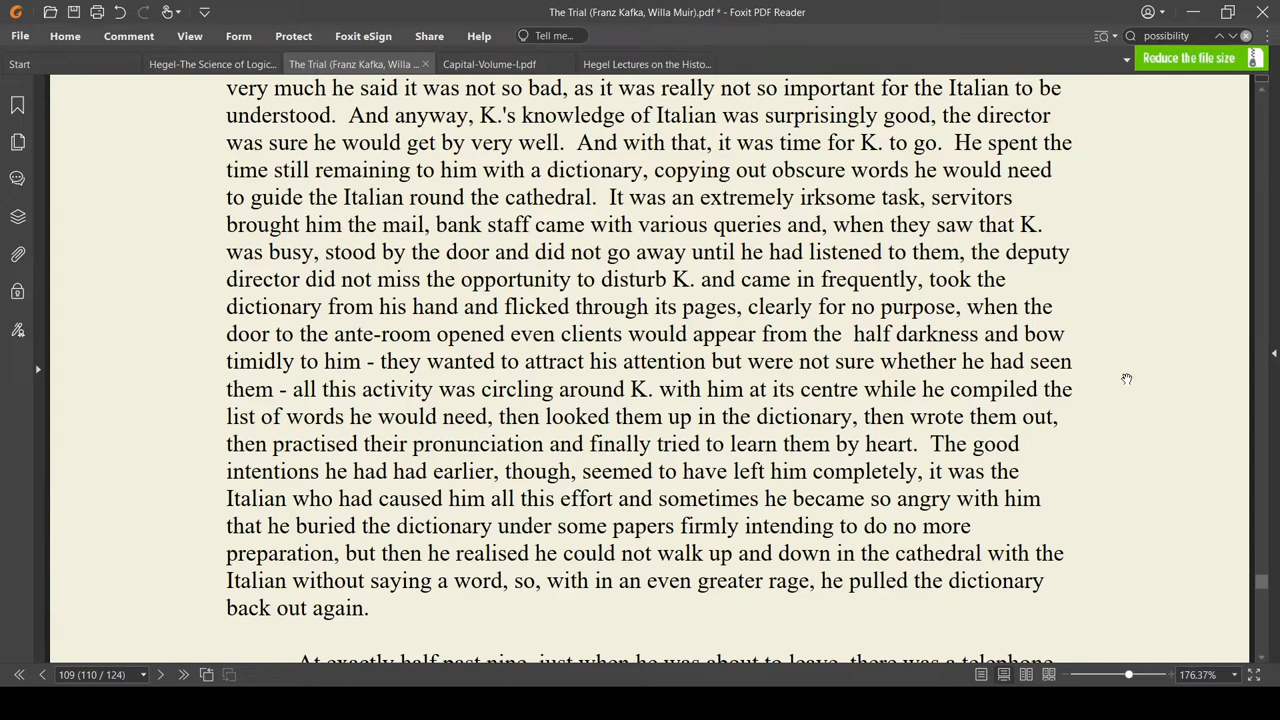 The Trial (Franz Kafka, Willa Muir).pdf * - Foxit PDF Reader
File Home Comment View Form Protect Foxit eSign Share Help Tell me... possibility
Start Hegel-The Science of Logic... The Trial (Franz Kafka, Willa ... Capital-Volume-I.pdf Hegel Lectures on the Histo... Reduce the file size
very much he said it was not so bad, as it was really not so important for the Italian to be
understood.  And anyway, K.'s knowledge of Italian was surprisingly good, the director
was sure he would get by very well.  And with that, it was time for K. to go.  He spent the
time still remaining to him with a dictionary, copying out obscure words he would need
to guide the Italian round the cathedral.  It was an extremely irksome task, servitors
brought him the mail, bank staff came with various queries and, when they saw that K.
was busy, stood by the door and did not go away until he had listened to them, the deputy
director did not miss the opportunity to disturb K. and came in frequently, took the
dictionary from his hand and flicked through its pages, clearly for no purpose, when the
door to the ante-room opened even clients would appear from the  half darkness and bow
timidly to him - they wanted to attract his attention but were not sure whether he had seen
them - all this activity was circling around K. with him at its centre while he compiled the
list of words he would need, then looked them up in the dictionary, then wrote them out,
then practised their pronunciation and finally tried to learn them by heart.  The good
intentions he had had earlier, though, seemed to have left him completely, it was the
Italian who had caused him all this effort and sometimes he became so angry with him
that he buried the dictionary under some papers firmly intending to do no more
preparation, but then he realised he could not walk up and down in the cathedral with the
Italian without saying a word, so, with in an even greater rage, he pulled the dictionary
back out again.
At exactly half past nine, just when he was about to leave, there was a telephone
109 (110 / 124) 176.37%